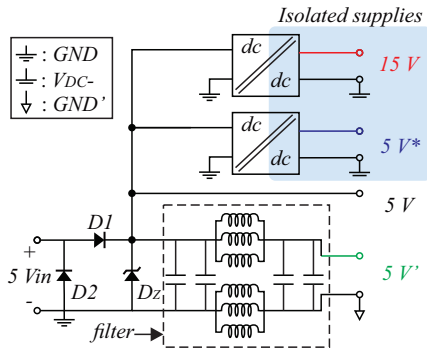 Isolated supplies
: GND
: VDC-
: GND'
dc
dc
15 V
dc
dc
5 V*
5 V
D1
+
5 Vin
-
D2
DZ
5 V'
filter